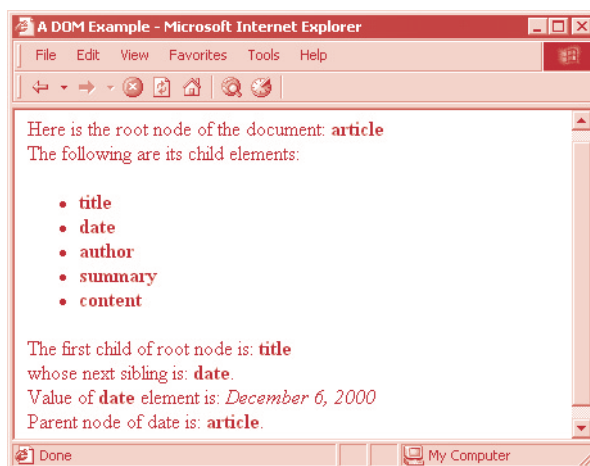 A DOM Example - Microsoft Internet Explorer
File Edit View Favorites Tools Help
Here is the root node of the document: article
The following are its child elements:
• title
• date
• author
• summary
• content
The first child of root node is: title
whose next sibling is: date.
Value of date element is: December 6, 2000
Parent node of date is: article.
Done My Computer